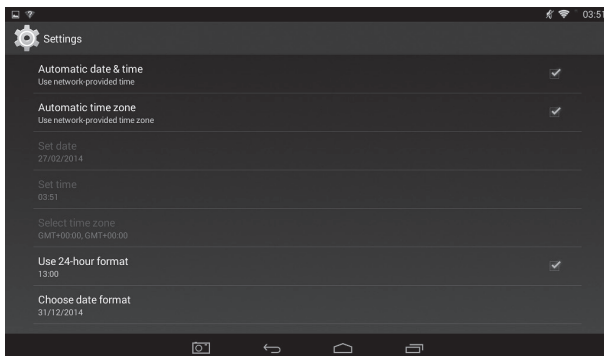 03:51
Settings
Automatic date & time
Use network-provided time
Automatic time zone
Use network-provided time zone
Set date
27/02/2014
Set time
03:51
Select time zone
GMT+00:00, GMT+00:00
Use 24-hour format
13:00
Choose date format
31/12/2014